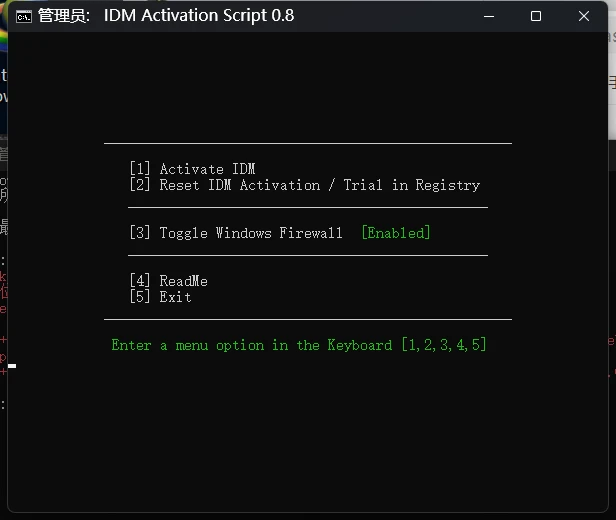 管理员: IDM Activation Script 0.8
[1] Activate IDM
[2] Reset IDM Activation / Trial in Registry
[3] Toggle Windows Firewall [Enabled]
[4] ReadMe
[5] Exit
Enter a menu option in the Keyboard [1,2,3,4,5]